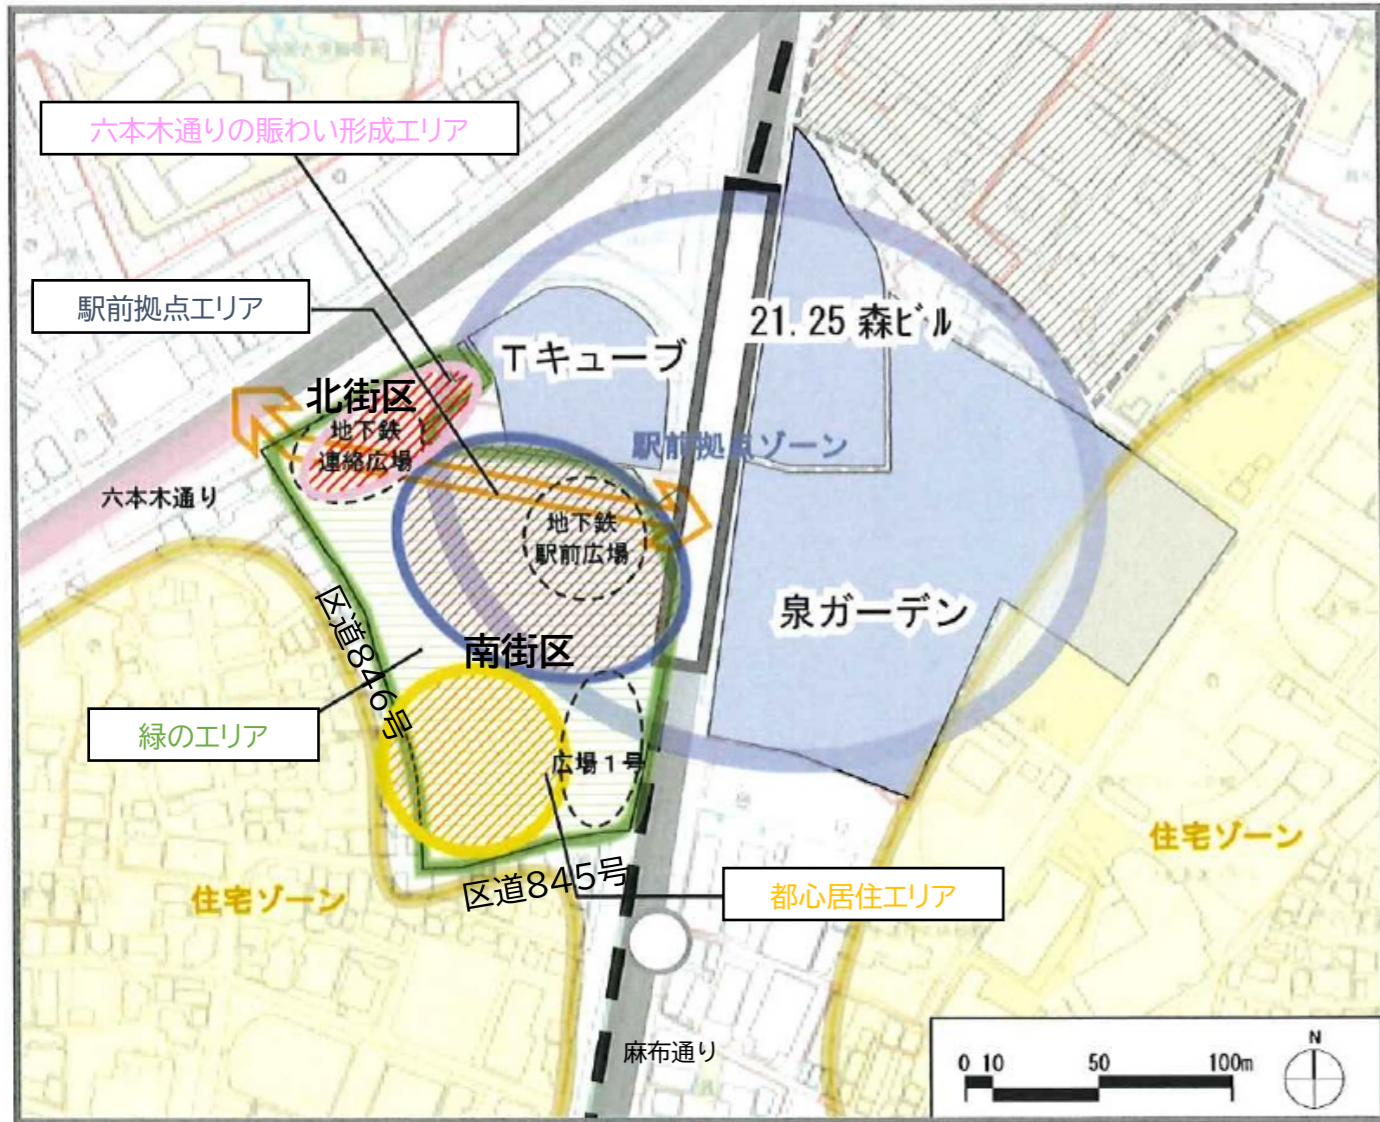 六本木通りの賑わい形成エリア
駅前拠点エリア
Tキューブ
21.25 森ビル
北街区
地下鉄
連絡広場
駅前拠点ゾーン
六本木通り
地下鉄
駅前広場
泉ガーデン
区道846号
南街区
緑のエリア
広場1号
住宅ゾーン
住宅ゾーン
区道845号
都心居住エリア
麻布通り
0 10 50 100m
N